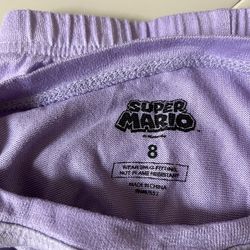 SUPER
MARIO
8
WEAR SNUG-FITTING,
NOT FLAME RESISTANT
MADE IN CHINA